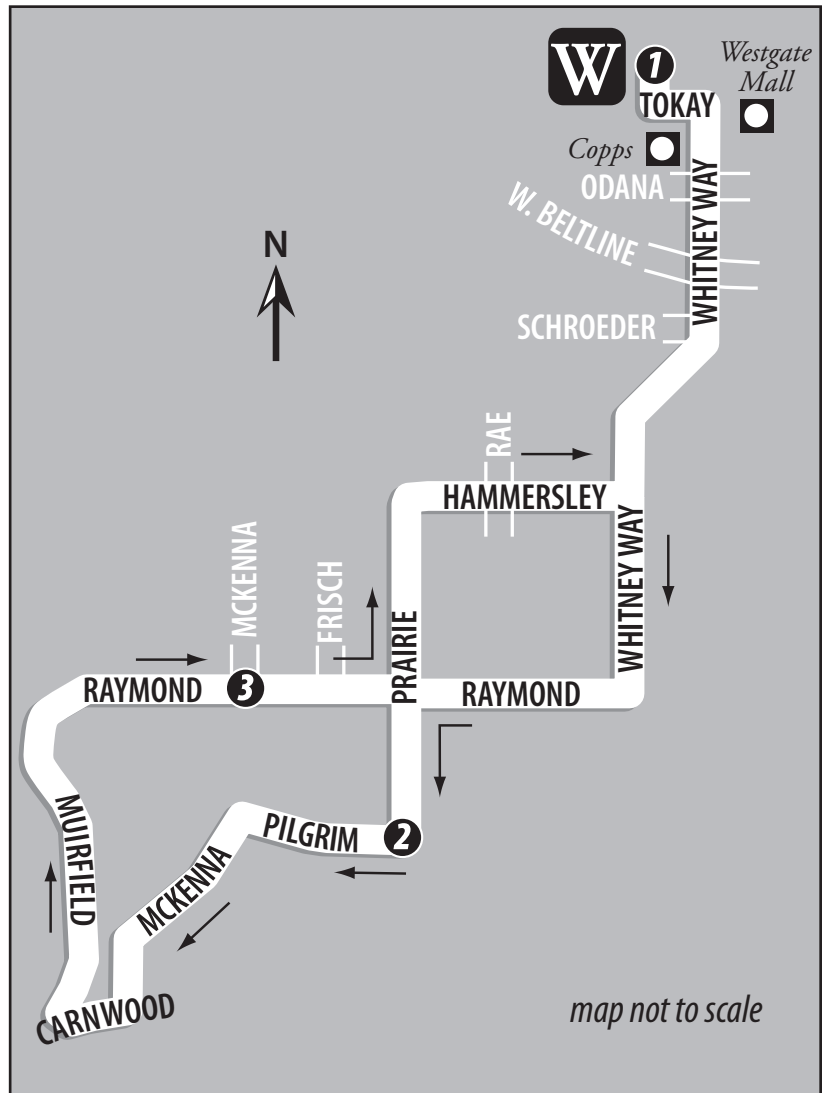 W
1
Westgate
Mall
TOKAY
Copps
ODANA
W. BELTLINE
WHITNEY WAY
SCHROEDER
N
RAE
HAMMERSLEY
WHITNEY WAY
MCKENNA
FRISCH
PRAIRIE
RAYMOND
3
RAYMOND
MUIRFIELD
PILGRIM
2
MCKENNA
CARNWOOD
map not to scale